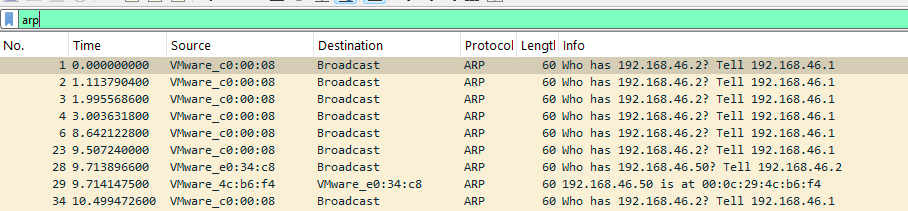 arp
No. Time Source Destination Protocol Lengtl Info
1 0.000000000 VMware_c0:00:08 Broadcast ARP 60 Who has 192.168.46.2? Tell 192.168.46.1
2 1.113790400 VMware_c0:00:08 Broadcast ARP 60 Who has 192.168.46.2? Tell 192.168.46.1
3 1.995568600 VMware_c0:00:08 Broadcast ARP 60 Who has 192.168.46.2? Tell 192.168.46.1
4 3.003631800 VMware_c0:00:08 Broadcast ARP 60 Who has 192.168.46.2? Tell 192.168.46.1
6 8.642122800 VMware_c0:00:08 Broadcast ARP 60 Who has 192.168.46.2? Tell 192.168.46.1
23 9.507240000 VMware_c0:00:08 Broadcast ARP 60 Who has 192.168.46.2? Tell 192.168.46.1
28 9.713896600 VMware_e0:34:c8 Broadcast ARP 60 Who has 192.168.46.50? Tell 192.168.46.2
29 9.714147500 VMware_4c:b6:f4 VMware_e0:34:c8 ARP 60 192.168.46.50 is at 00:0c:29:4c:b6:f4
34 10.499472600 VMware_c0:00:08 Broadcast ARP 60 Who has 192.168.46.2? Tell 192.168.46.1